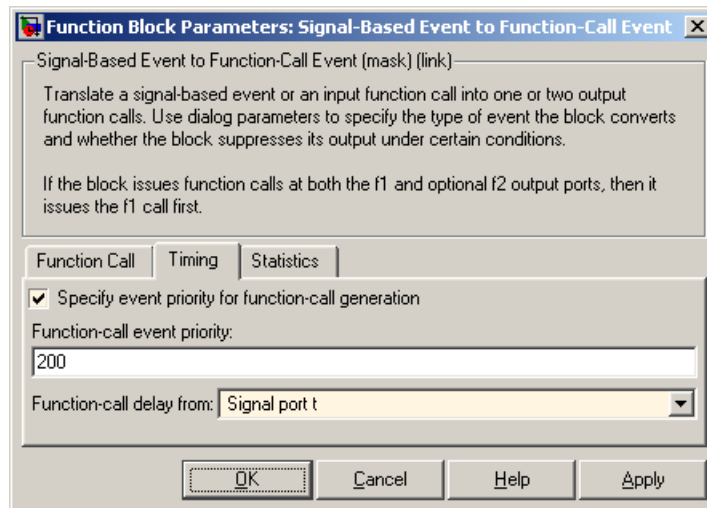 Function Block Parameters: Signal-Based Event to Function-Call Event
Signal-Based Event to Function-Call Event (mask) (link)
Translate a signal-based event or an input function call into one or two output
function calls. Use dialog parameters to specify the type of event the block converts
and whether the block suppresses its output under certain conditions.
If the block issues function calls at both the f1 and optional f2 output ports, then it
issues the f1 call first.
Function Call Timing Statistics
Specify event priority for function-call generation
Function-call event priority:
200
Function-call delay from: Signal port t
OK Cancel Help Apply